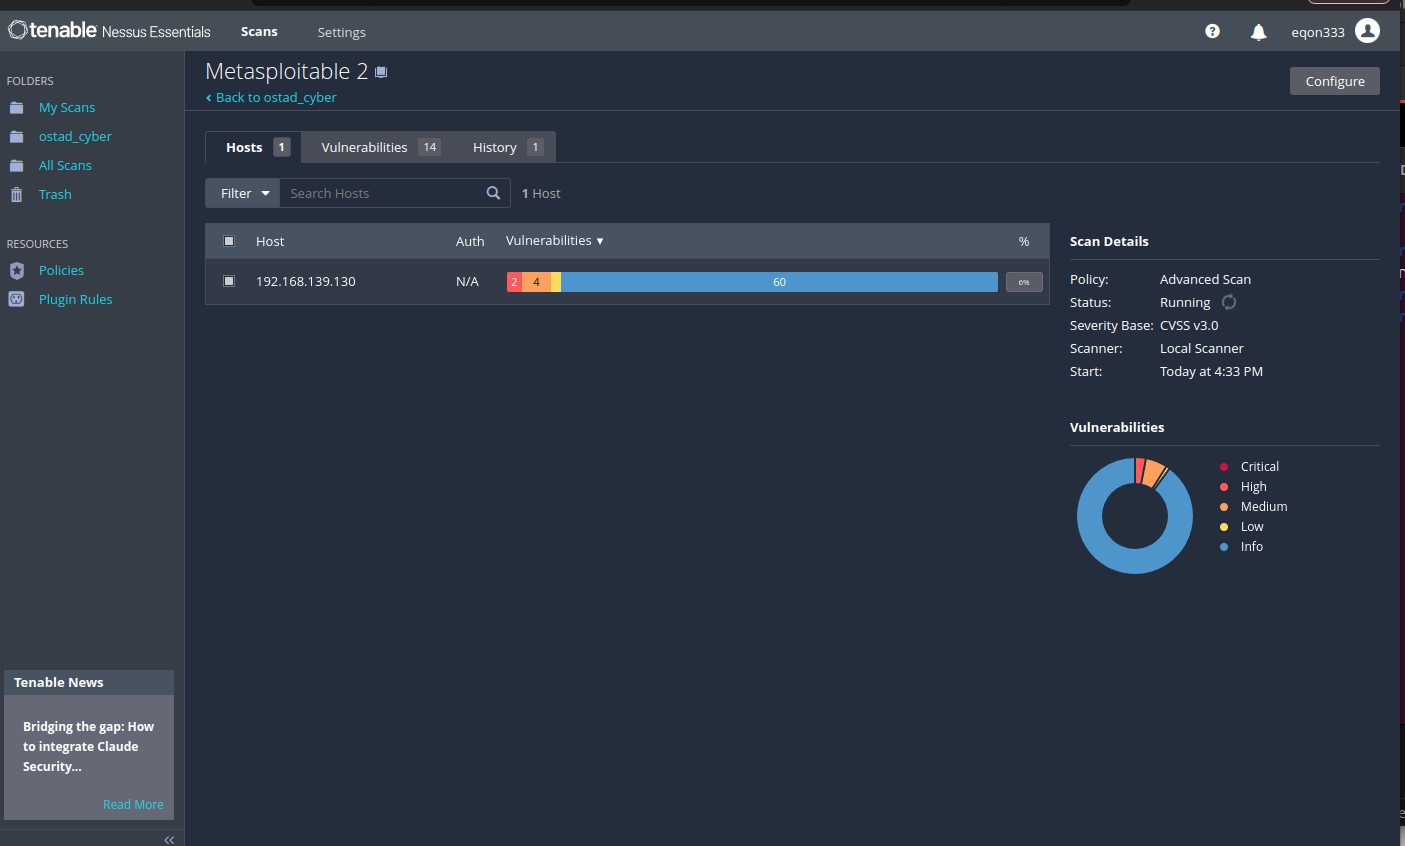 tenable Nessus Essentials
Scans
Settings
eqon333
FOLDERS
My Scans
ostad_cyber
All Scans
Trash
RESOURCES
Policies
Plugin Rules
Tenable News
Bridging the gap: How
to integrate Claude
Security...
Read More
Metasploitable 2
Back to ostad_cyber
Configure
Hosts 1
Vulnerabilities 14
History 1
Filter
Search Hosts
1 Host
Host Auth Vulnerabilities %
192.168.139.130 N/A 2 4 60 6%
Scan Details
Policy: Advanced Scan
Status: Running
Severity Base: CVSS v3.0
Scanner: Local Scanner
Start: Today at 4:33 PM
Vulnerabilities
Critical
High
Medium
Low
Info